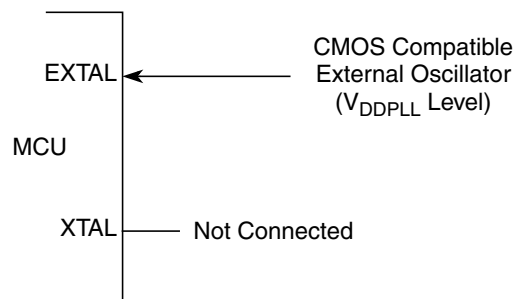 CMOS Compatible
EXTAL External Oscillator
(VDDPLL Level)
MCU
XTAL Not Connected